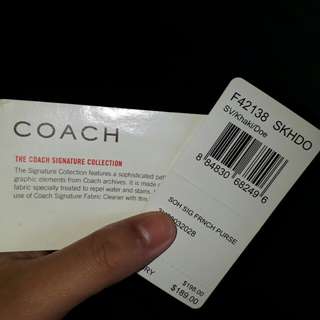 COACH
THE COACH SIGNATURE COLLECTION
The Signature Collection features a sophisticated
graphic elements from Coach archives. It is made
fabric specially treated to repel water and stains.
use of Coach Signature Fabric Cleaner with this
F42138 SKHDO
SV/Khaki/Doe
8 84830 68249 6
SOH SIG FRNCH PURSE
$198.00
$189.00